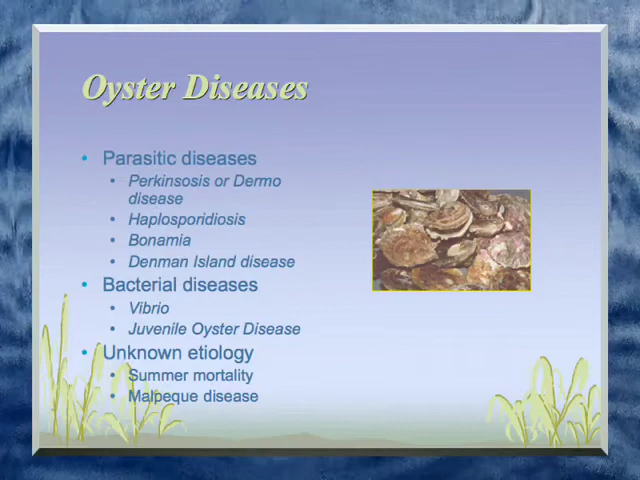 Oyster Diseases
• Parasitic diseases
• Perkinsosis or Dermo
disease
• Haplosporidiosis
• Bonamia
• Denman Island disease
• Bacterial diseases
• Vibrio
• Juvenile Oyster Disease
• Unknown etiology
• Summer mortality
• Malpeque disease